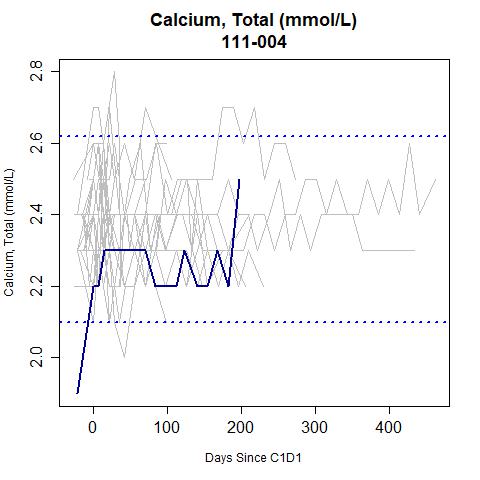 Calcium, Total (mmol/L)
111-004
Calcium, Total (mmol/L)
2.8
2.6
2.4
2.2
2.0
0 100 200 300 400
Days Since C1D1